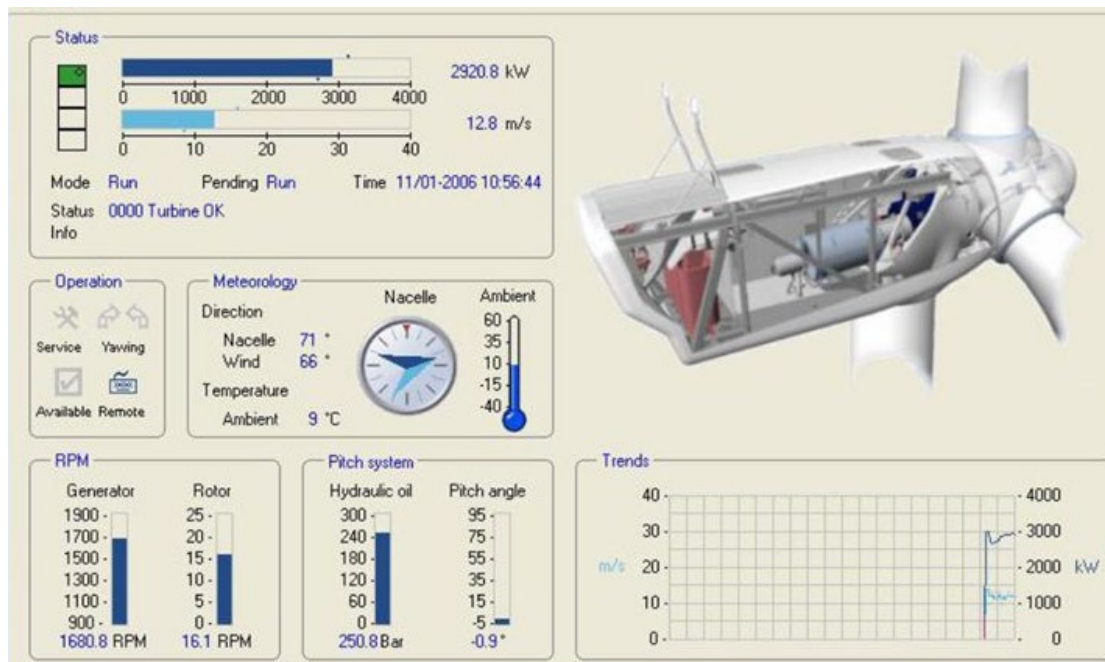 Status
2920.8 kW
0 1000 2000 3000 4000
12.8 m/s
0 10 20 30 40
Mode Run Pending Run Time 11/01-2006 10:56:44
Status 0000 Turbine OK
Info
Operation
Service Yawing
Available Remote
Meteorology
Direction
Nacelle 71 °
Wind 66 °
Temperature
Ambient 9 °C
Nacelle
Ambient
60
35
10
-15
-40
RPM
Generator
1900
1700
1500
1300
1100
900
1680.8 RPM
Rotor
25
20
15
10
5
0
16.1 RPM
Pitch system
Hydraulic oil
300
240
180
120
60
0
250.8 Bar
Pitch angle
95
75
55
35
15
-5
-0.9 °
Trends
m/s
40
30
20
10
0
4000
3000
2000
1000
0
kW